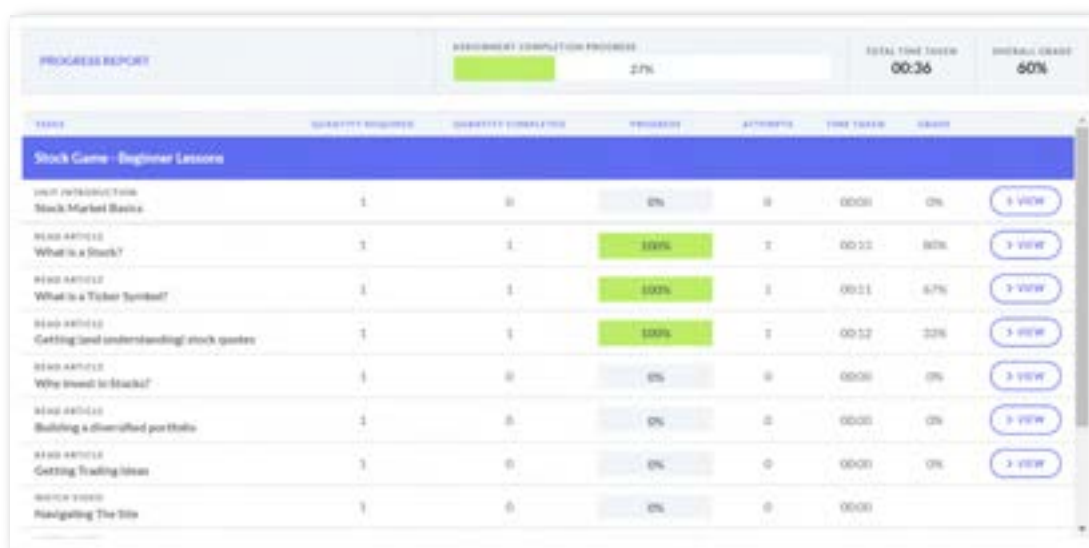 PROGRESS REPORT
ASSIGNMENT COMPLETION PROGRESS
27%
TOTAL TIME TAKEN
00:36
OVERALL GRADE
60%
TASKS QUANTITY REQUIRED QUANTITY COMPLETED PROGRESS ATTEMPTS TIME TAKEN GRADE
Stock Game - Beginner Lessons
UNIT INTRODUCTION
Stock Market Basics 1 0 0% 0 00:00 0% > VIEW
READ ARTICLE
What is a Stock? 1 1 100% 1 00:13 80% > VIEW
READ ARTICLE
What is a Ticker Symbol? 1 1 100% 1 00:11 67% > VIEW
READ ARTICLE
Getting (and understanding) stock quotes 1 1 100% 1 00:12 33% > VIEW
READ ARTICLE
Why invest in Stocks? 1 0 0% 0 00:00 0% > VIEW
READ ARTICLE
Building a diversified portfolio 1 0 0% 0 00:00 0% > VIEW
READ ARTICLE
Getting Trading Ideas 1 0 0% 0 00:00 0% > VIEW
WATCH VIDEO
Navigating The Site 1 0 0% 0 00:00